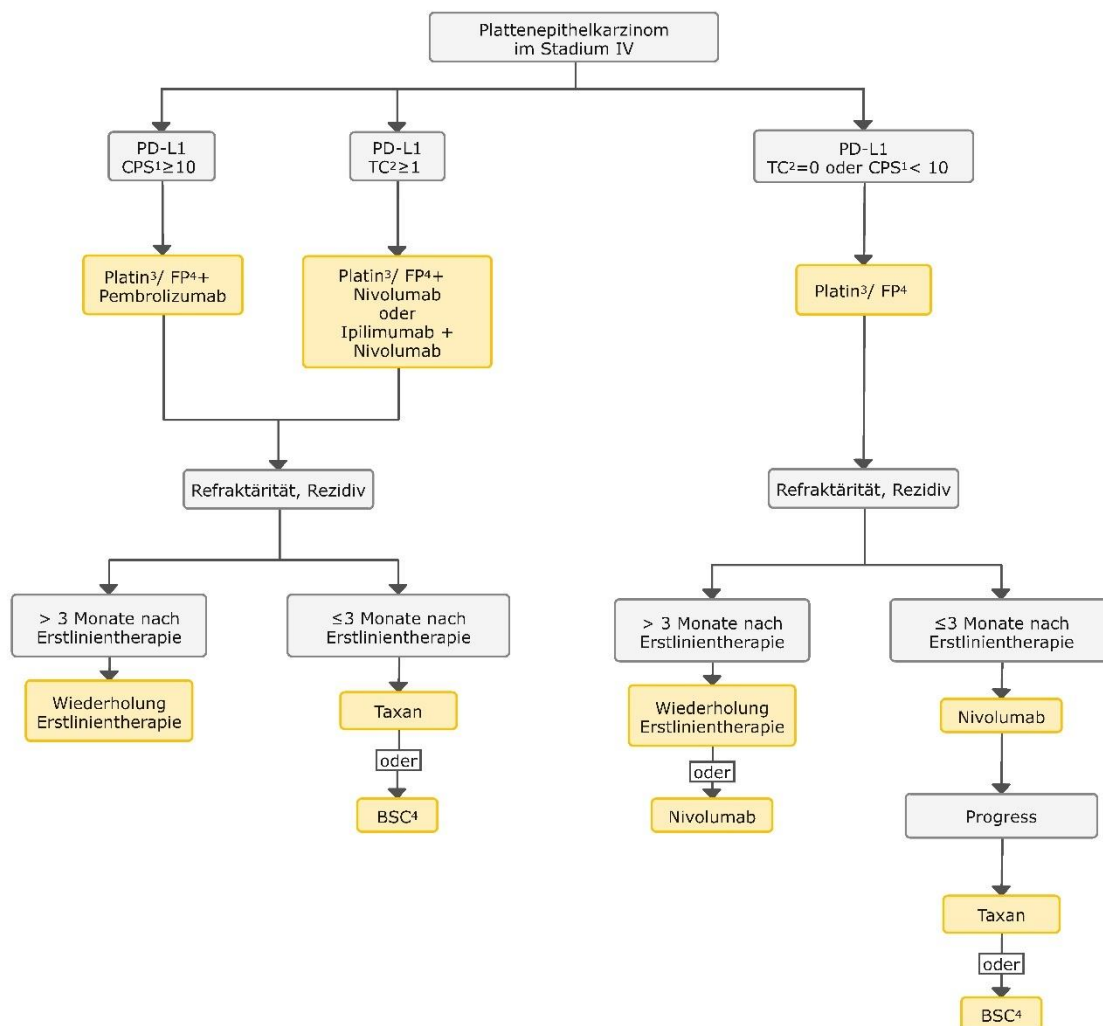 Plattenepithelkarzinom
im Stadium IV
PD-L1
CPS¹≥10
PD-L1
TC²≥1
PD-L1
TC²=0 oder CPS¹< 10
Platin³/ FP⁴+
Pembrolizumab
Platin³/ FP⁴+
Nivolumab
oder
Ipilimumab +
Nivolumab
Platin³/ FP⁴
Refraktärität, Rezidiv
Refraktärität, Rezidiv
> 3 Monate nach
Erstlinientherapie
≤3 Monate nach
Erstlinientherapie
> 3 Monate nach
Erstlinientherapie
≤3 Monate nach
Erstlinientherapie
Wiederholung
Erstlinientherapie
Taxan
oder
BSC⁴
Wiederholung
Erstlinientherapie
oder
Nivolumab
Nivolumab
Progress
Taxan
oder
BSC⁴